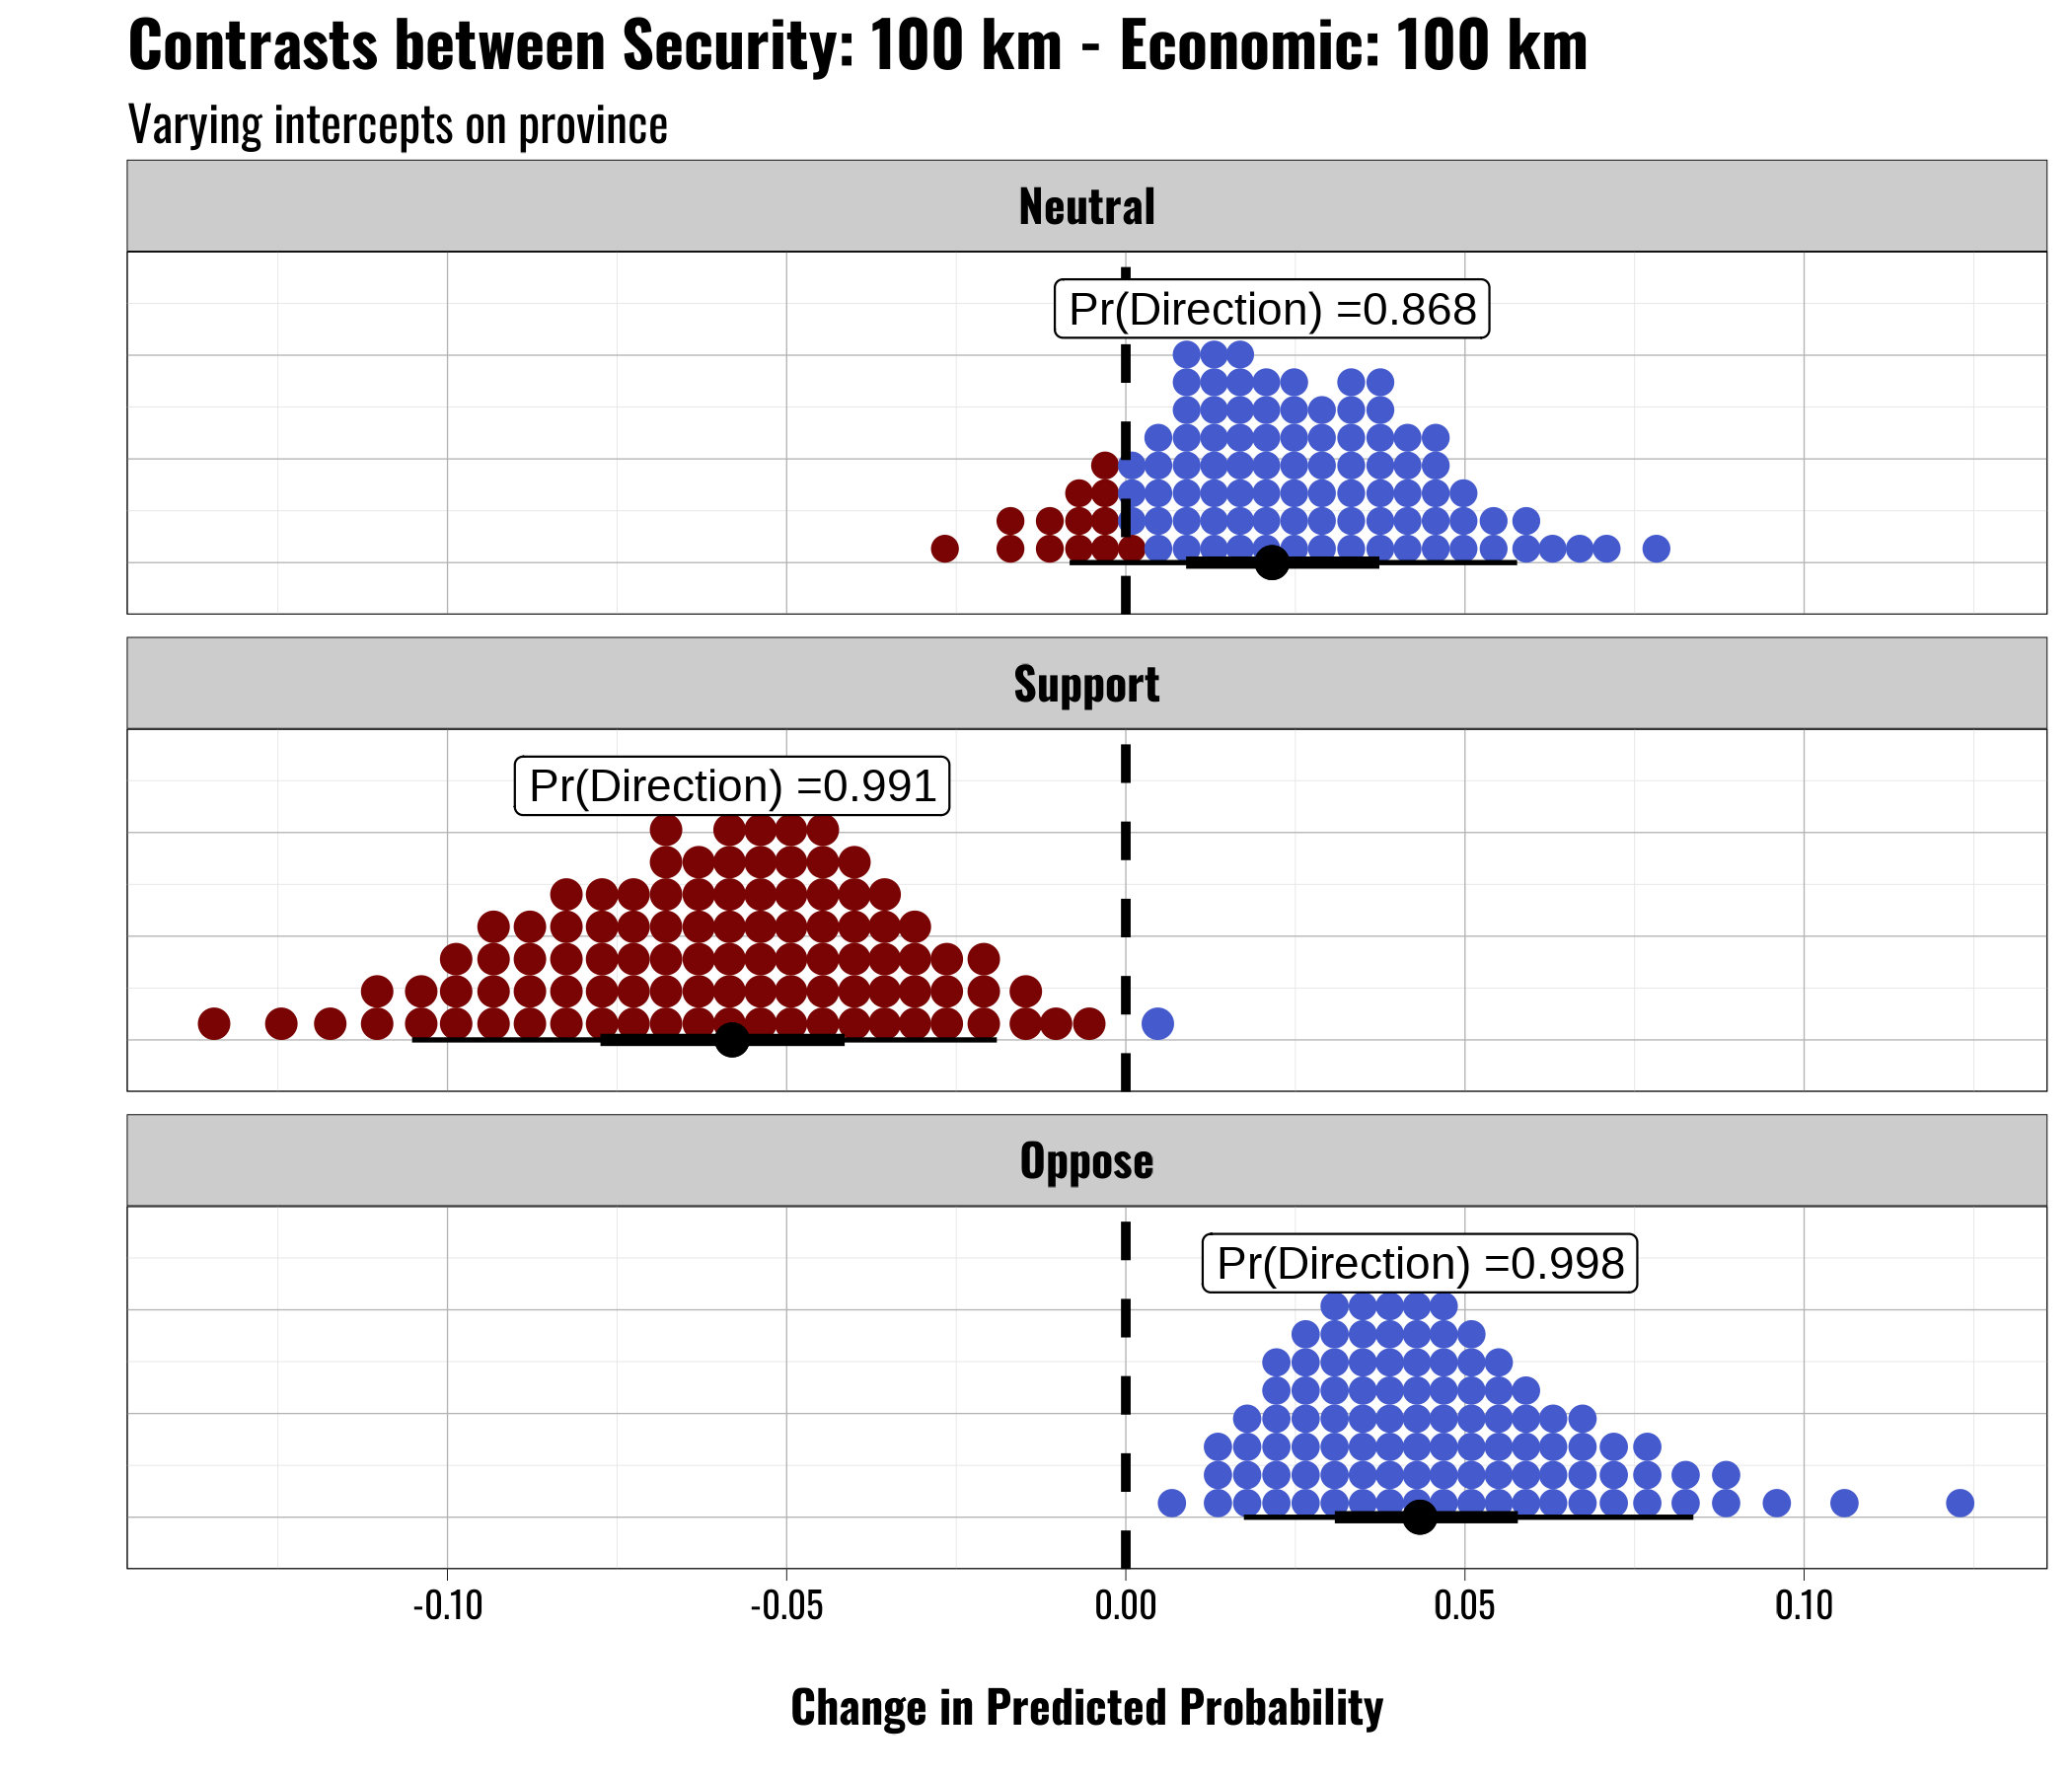 Contrasts between Security: 100 km - Economic: 100 km
Varying intercepts on province
Neutral
Pr(Direction) =0.868
Support
Pr(Direction) =0.991
Oppose
Pr(Direction) =0.998
-0.10 -0.05 0.00 0.05 0.10
Change in Predicted Probability